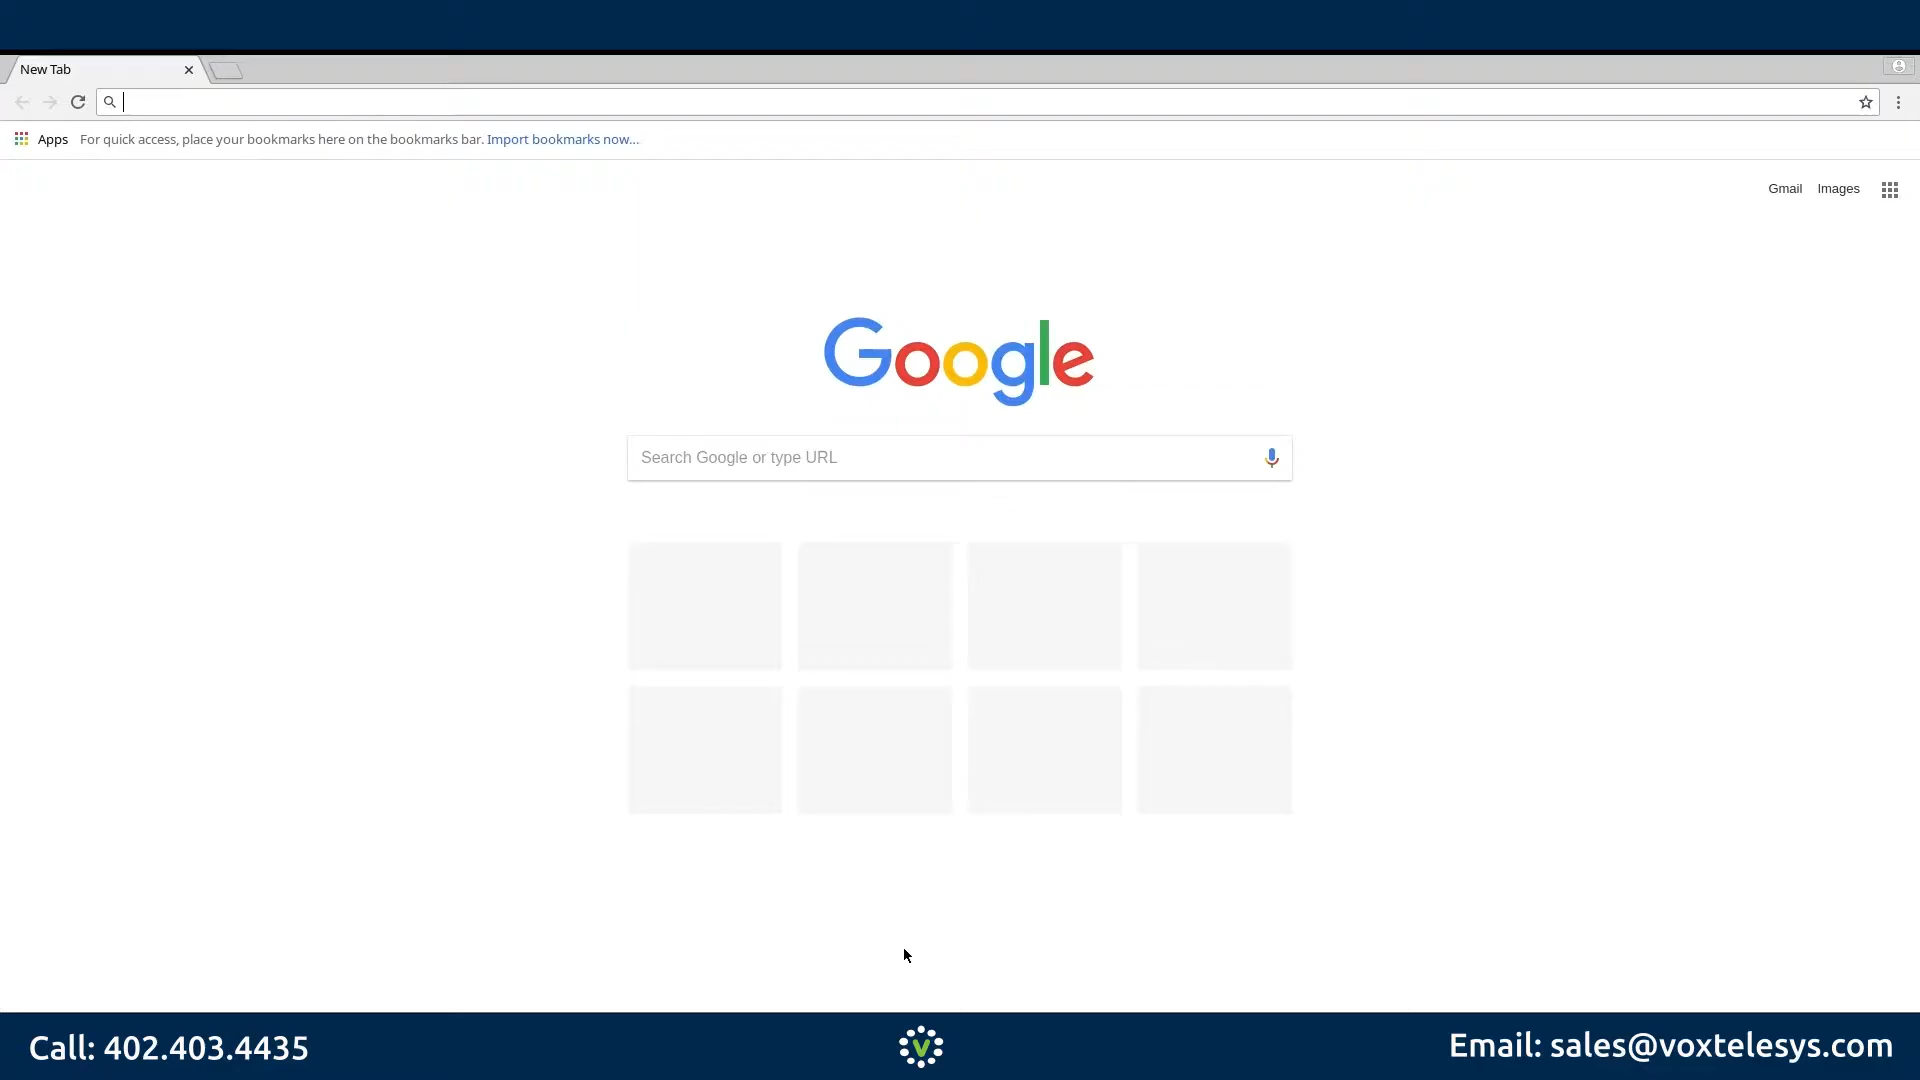 New Tab
Apps For quick access, place your bookmarks here on the bookmarks bar. Import bookmarks now...
Gmail Images
Google
Search Google or type URL
Call: 402.403.4435
V
Email: sales@voxtelesys.com